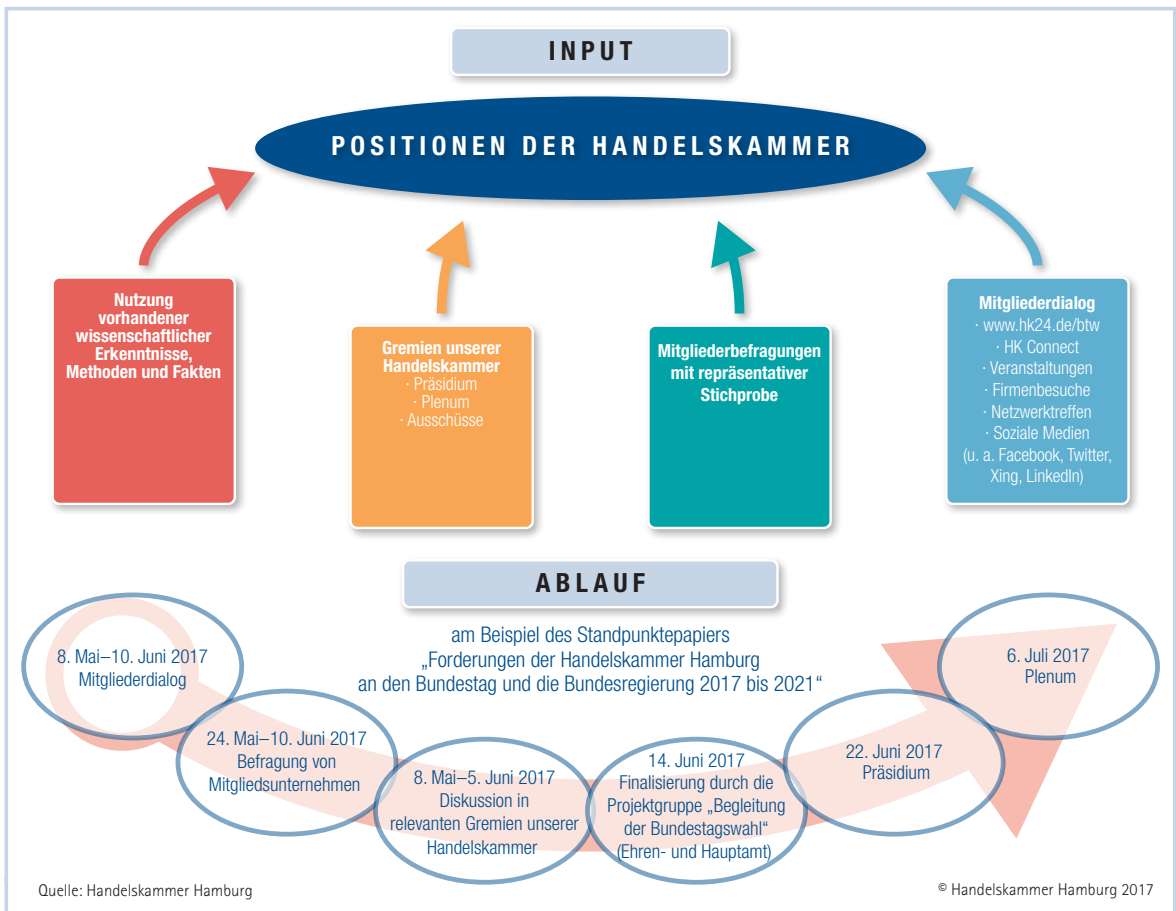 INPUT
POSITIONEN DER HANDELSKAMMER
Nutzung
vorhandener
wissenschaftlicher
Erkenntnisse,
Methoden und Fakten
Gremien unserer
Handelskammer
· Präsidium
· Plenum
· Ausschüsse
Mitgliederbefragungen
mit repräsentativer
Stichprobe
Mitgliederdialog
· www.hk24.de/btw
· HK Connect
· Veranstaltungen
· Firmenbesuche
· Netzwerktreffen
· Soziale Medien
(u. a. Facebook, Twitter,
Xing, LinkedIn)
ABLAUF
am Beispiel des Standpunktepapiers
„Forderungen der Handelskammer Hamburg
an den Bundestag und die Bundesregierung 2017 bis 2021“
8. Mai–10. Juni 2017
Mitgliederdialog
24. Mai–10. Juni 2017
Befragung von
Mitgliedsunternehmen
8. Mai–5. Juni 2017
Diskussion in
relevanten Gremien unserer
Handelskammer
14. Juni 2017
Finalisierung durch die
Projektgruppe „Begleitung
der Bundestagswahl“
(Ehren- und Hauptamt)
22. Juni 2017
Präsidium
6. Juli 2017
Plenum
Quelle: Handelskammer Hamburg
© Handelskammer Hamburg 2017